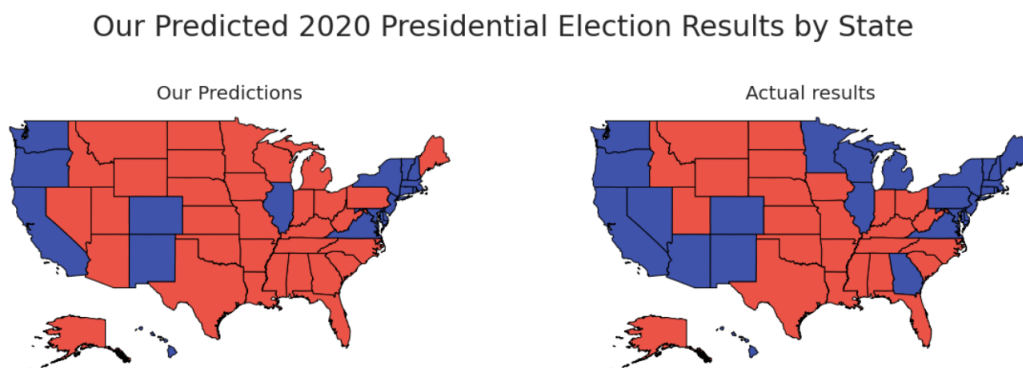 Our Predicted 2020 Presidential Election Results by State
Our Predictions
Actual results